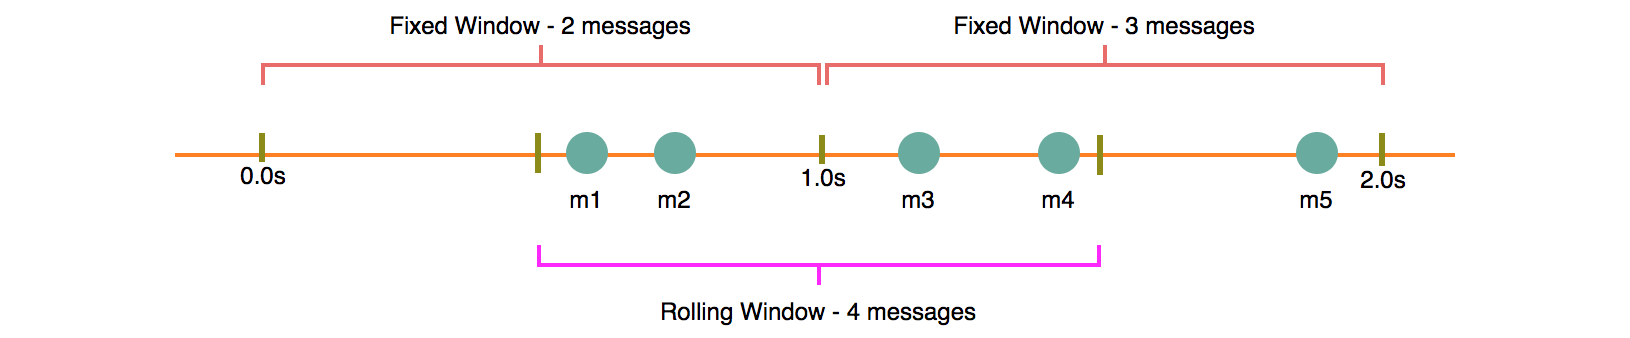 Fixed Window - 2 messages
Fixed Window - 3 messages
0.0s
1.0s
2.0s
m1
m2
m3
m4
m5
Rolling Window - 4 messages